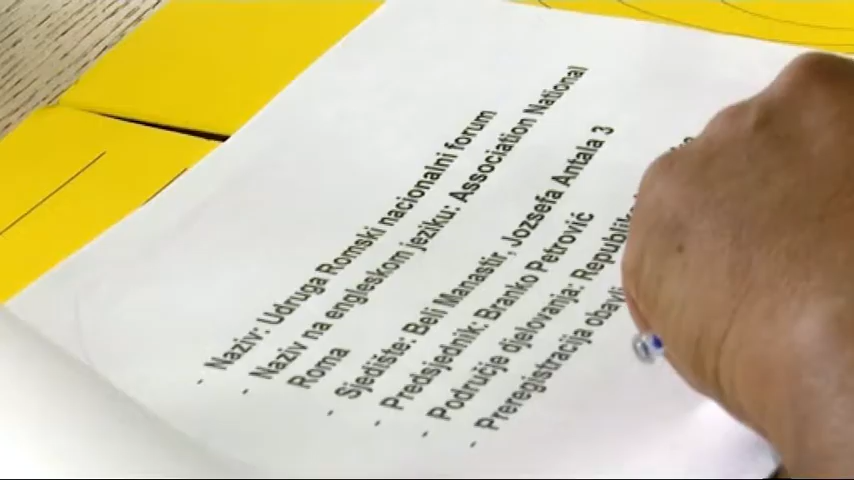 - Naziv: Udruga Romski nacionalni forum
- Naziv na engleskom jeziku: Association National
Roma
- Sjedište: Beli Manastir, Jozsefa Antala 3
- Predsjednik: Branko Petrović
- Područje djelovanja:
- Preregistracija